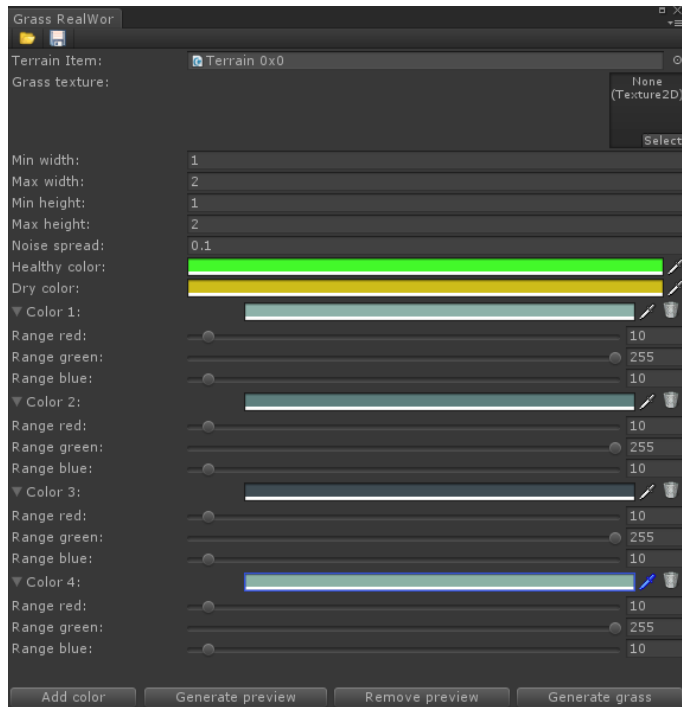 Grass RealWor
Terrain Item: Terrain 0x0
Grass texture: None
(Texture2D)
Select
Min width: 1
Max width: 2
Min height: 1
Max height: 2
Noise spread: 0.1
Healthy color:
Dry color:
Color 1:
Range red: 10
Range green: 255
Range blue: 10
Color 2:
Range red: 10
Range green: 255
Range blue: 10
Color 3:
Range red: 10
Range green: 255
Range blue: 10
Color 4:
Range red: 10
Range green: 255
Range blue: 10
Add color Generate preview Remove preview Generate grass